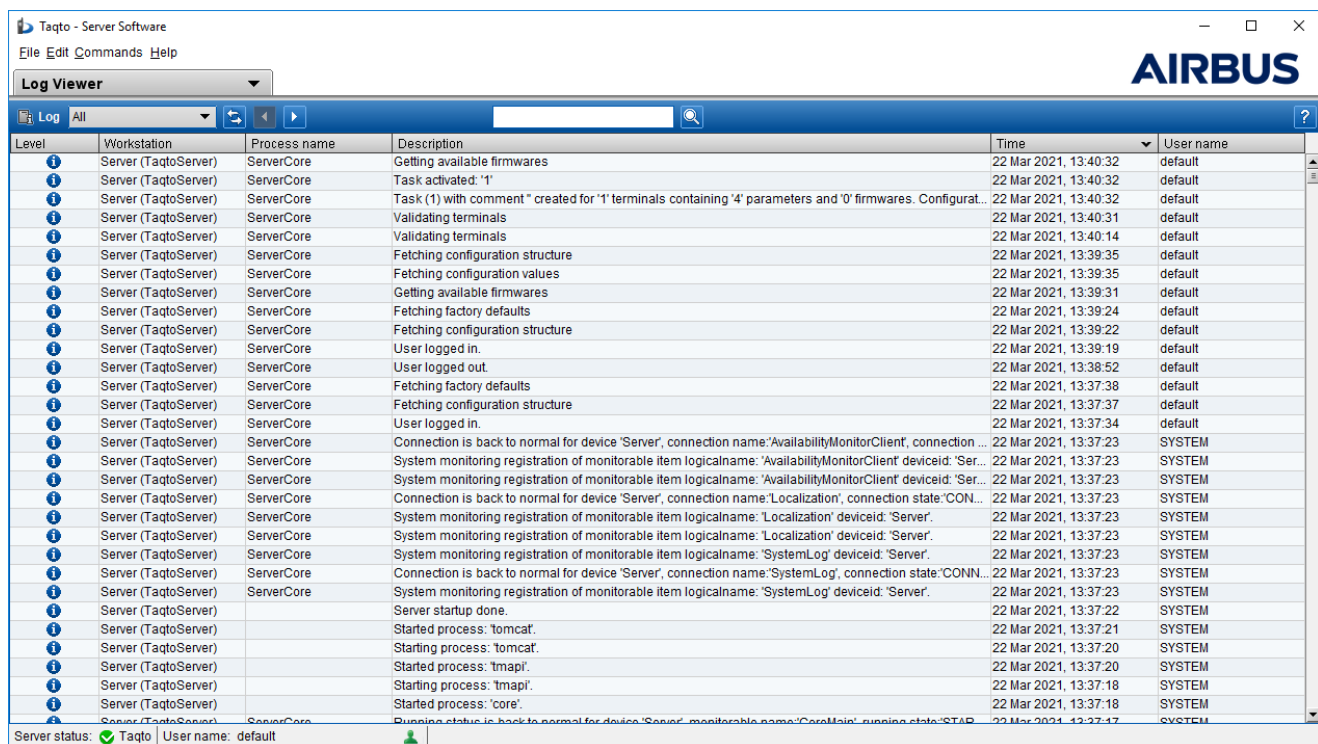 Taqto - Server Software
File Edit Commands Help
AIRBUS
Log Viewer
Log All ?
Level Workstation Process name Description Time User name
Server (TaqtoServer) ServerCore Getting available firmwares 22 Mar 2021, 13:40:32 default
Server (TaqtoServer) ServerCore Task activated: '1' 22 Mar 2021, 13:40:32 default
Server (TaqtoServer) ServerCore Task (1) with comment '' created for '1' terminals containing '4' parameters and '0' firmwares. Configurat... 22 Mar 2021, 13:40:32 default
Server (TaqtoServer) ServerCore Validating terminals 22 Mar 2021, 13:40:31 default
Server (TaqtoServer) ServerCore Validating terminals 22 Mar 2021, 13:40:14 default
Server (TaqtoServer) ServerCore Fetching configuration structure 22 Mar 2021, 13:39:35 default
Server (TaqtoServer) ServerCore Fetching configuration values 22 Mar 2021, 13:39:35 default
Server (TaqtoServer) ServerCore Getting available firmwares 22 Mar 2021, 13:39:31 default
Server (TaqtoServer) ServerCore Fetching factory defaults 22 Mar 2021, 13:39:24 default
Server (TaqtoServer) ServerCore Fetching configuration structure 22 Mar 2021, 13:39:22 default
Server (TaqtoServer) ServerCore User logged in. 22 Mar 2021, 13:39:19 default
Server (TaqtoServer) ServerCore User logged out. 22 Mar 2021, 13:38:52 default
Server (TaqtoServer) ServerCore Fetching factory defaults 22 Mar 2021, 13:37:38 default
Server (TaqtoServer) ServerCore Fetching configuration structure 22 Mar 2021, 13:37:37 default
Server (TaqtoServer) ServerCore User logged in. 22 Mar 2021, 13:37:34 default
Server (TaqtoServer) ServerCore Connection is back to normal for device 'Server', connection name:'AvailabilityMonitorClient', connection ... 22 Mar 2021, 13:37:23 SYSTEM
Server (TaqtoServer) ServerCore System monitoring registration of monitorable item logicalname: 'AvailabilityMonitorClient' deviceid: 'Ser... 22 Mar 2021, 13:37:23 SYSTEM
Server (TaqtoServer) ServerCore System monitoring registration of monitorable item logicalname: 'AvailabilityMonitorClient' deviceid: 'Ser... 22 Mar 2021, 13:37:23 SYSTEM
Server (TaqtoServer) ServerCore Connection is back to normal for device 'Server', connection name:'Localization', connection state:'CON... 22 Mar 2021, 13:37:23 SYSTEM
Server (TaqtoServer) ServerCore System monitoring registration of monitorable item logicalname: 'Localization' deviceid: 'Server'. 22 Mar 2021, 13:37:23 SYSTEM
Server (TaqtoServer) ServerCore System monitoring registration of monitorable item logicalname: 'Localization' deviceid: 'Server'. 22 Mar 2021, 13:37:23 SYSTEM
Server (TaqtoServer) ServerCore System monitoring registration of monitorable item logicalname: 'SystemLog' deviceid: 'Server'. 22 Mar 2021, 13:37:23 SYSTEM
Server (TaqtoServer) ServerCore Connection is back to normal for device 'Server', connection name:'SystemLog', connection state:'CONN... 22 Mar 2021, 13:37:23 SYSTEM
Server (TaqtoServer) ServerCore System monitoring registration of monitorable item logicalname: 'SystemLog' deviceid: 'Server'. 22 Mar 2021, 13:37:23 SYSTEM
Server (TaqtoServer) Server startup done. 22 Mar 2021, 13:37:22 SYSTEM
Server (TaqtoServer) Started process: 'tomcat'. 22 Mar 2021, 13:37:21 SYSTEM
Server (TaqtoServer) Starting process: 'tomcat'. 22 Mar 2021, 13:37:20 SYSTEM
Server (TaqtoServer) Started process: 'tmapi'. 22 Mar 2021, 13:37:20 SYSTEM
Server (TaqtoServer) Starting process: 'tmapi'. 22 Mar 2021, 13:37:18 SYSTEM
Server (TaqtoServer) Started process: 'core'. 22 Mar 2021, 13:37:18 SYSTEM
Server (TaqtoServer) ServerCore Running status is back to normal for device 'Server', monitorable name:'CoreMain', running state:'STAR... 22 Mar 2021, 13:37:17 SYSTEM
Server status: Taqto User name: default